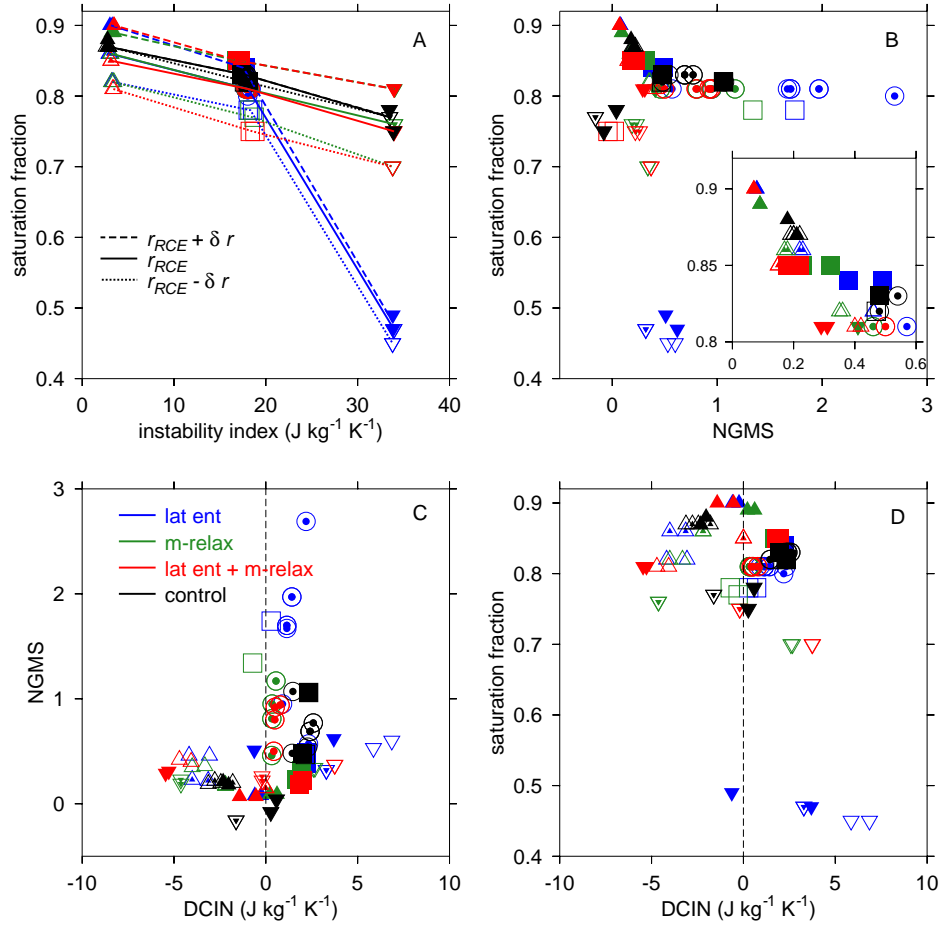 A
0.9
0.8
0.7
0.6
0.5
0.4
saturation fraction
r_RCE + δ r
r_RCE
r_RCE - δ r
0 10 20 30 40
instability index (J kg⁻¹ K⁻¹)
B
0.9
0.8
0.7
0.6
0.5
0.4
saturation fraction
0.9
0.85
0.8
0 0.2 0.4 0.6
0 1 2 3
NGMS
C
3
2
1
0
NGMS
lat ent
m-relax
lat ent + m-relax
control
-10 -5 0 5 10
DCIN (J kg⁻¹ K⁻¹)
D
0.9
0.8
0.7
0.6
0.5
0.4
saturation fraction
-10 -5 0 5 10
DCIN (J kg⁻¹ K⁻¹)